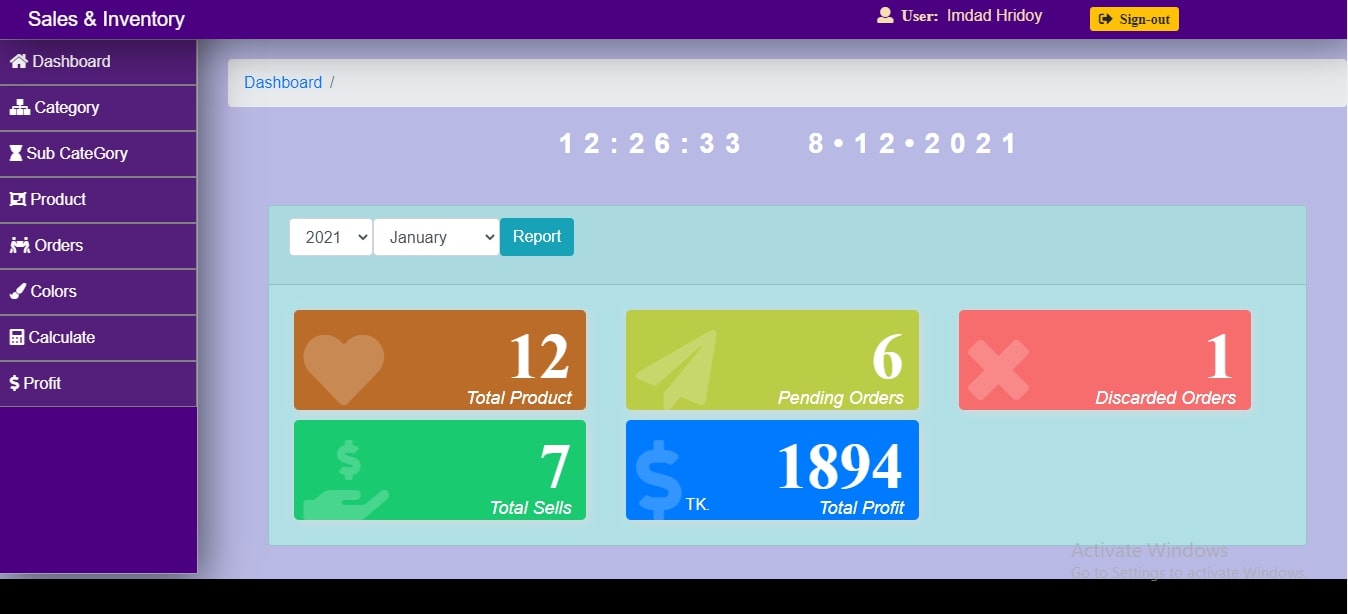 Sales & Inventory
User: Imdad Hridoy
Sign-out
Dashboard
Category
Sub CateGory
Product
Orders
Colors
Calculate
Profit
Dashboard /
12:26:33 8•12•2021
2021 January Report
12
Total Product
6
Pending Orders
1
Discarded Orders
7
Total Sells
1894
TK. Total Profit
Activate Windows
Go to Settings to activate Windows.